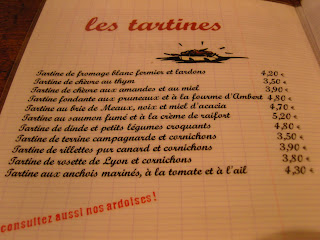 les tartines
Tartine de fromage blanc fermier et lardons 4,20 €
Tartine de chèvre au thym 3,50 €
Tartine de chèvre aux amandes et au miel 3,90 €
Tartine fondante aux pruneaux et à la fourme d'Ambert 4,80 €
Tartine au brie de Meaux, noix et miel d'acacia 4,70 €
Tartine au saumon fumé et à la crème de raifort 5,20 €
Tartine de dinde et petits légumes croquants 4,80 €
Tartine de terrine campagnarde et cornichons 3,50 €
Tartine de rillettes pur canard et cornichons 3,90 €
Tartine de rosette de Lyon et cornichons 3,80 €
Tartine aux anchois marinés, à la tomate et à l'ail 4,30 €
consultez aussi nos ardoises !